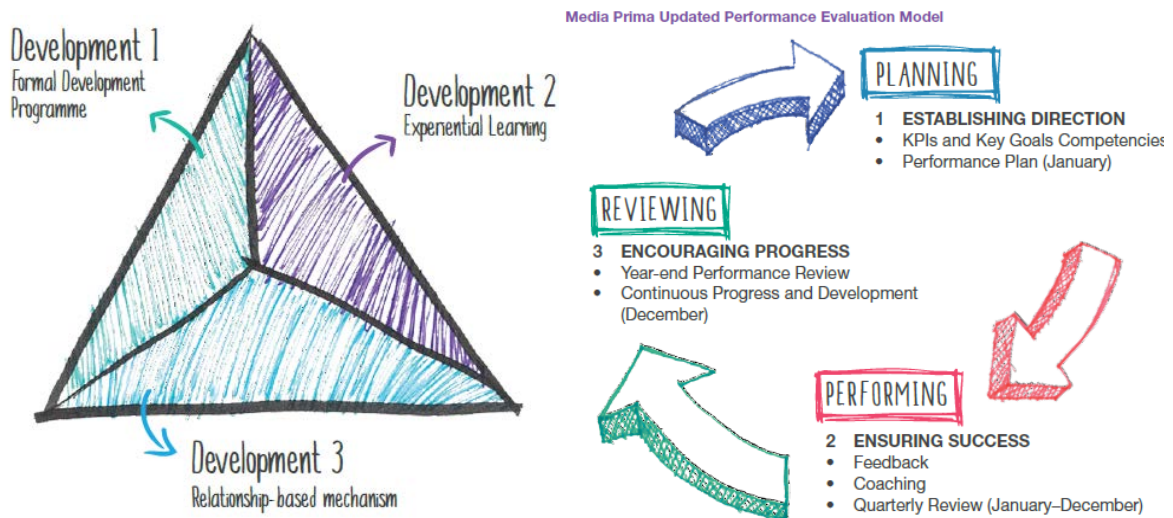 Development 1
Formal Development
Programme
Development 2
Experiential Learning
Development 3
Relationship-based mechanism
Media Prima Updated Performance Evaluation Model
PLANNING
1 ESTABLISHING DIRECTION
• KPIs and Key Goals Competencies
• Performance Plan (January)
REVIEWING
3 ENCOURAGING PROGRESS
• Year-end Performance Review
• Continuous Progress and Development
(December)
PERFORMING
2 ENSURING SUCCESS
• Feedback
• Coaching
• Quarterly Review (January–December)